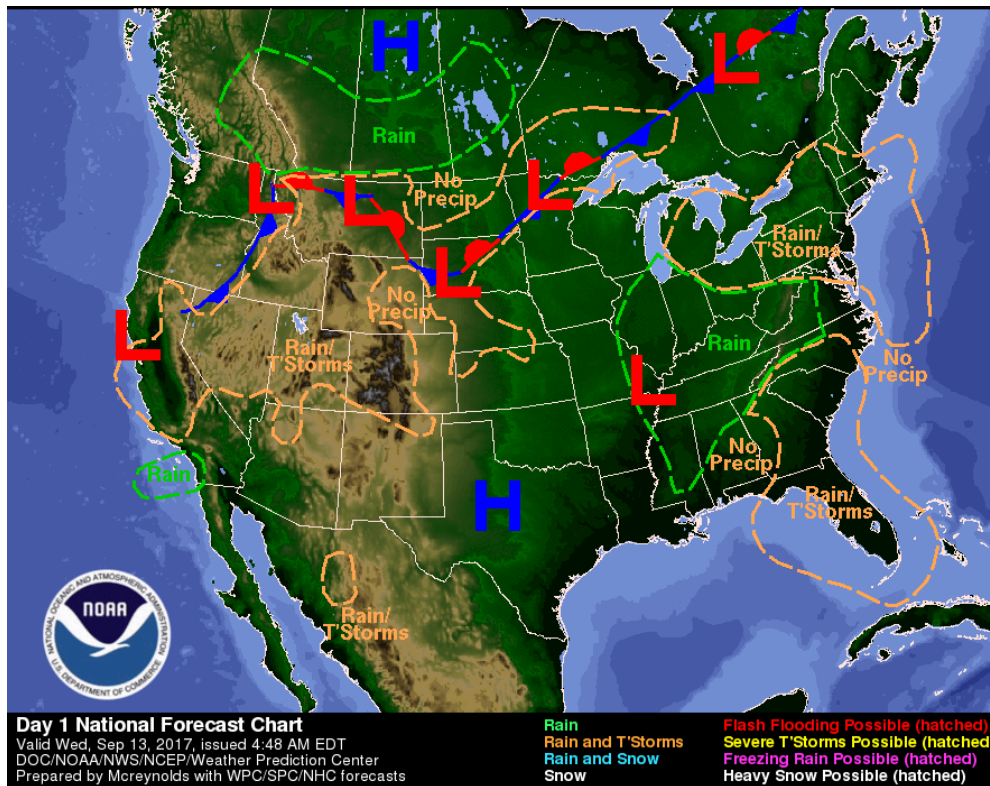 H
L
Rain
L
L
No
Precip
L
Rain/
T'Storms
L
No
Precip
L
Rain/
T'Storms
Rain
No
Precip
L
Rain
No
Precip
H
Rain/
T'Storms
Rain/
T'Storms
NATIONAL OCEANIC AND ATMOSPHERIC ADMINISTRATION
NOAA
U.S. DEPARTMENT OF COMMERCE
Day 1 National Forecast Chart
Valid Wed, Sep 13, 2017, issued 4:48 AM EDT
DOC/NOAA/NWS/NCEP/Weather Prediction Center
Prepared by Mcreynolds with WPC/SPC/NHC forecasts
Rain
Rain and T'Storms
Rain and Snow
Snow
Flash Flooding Possible (hatched)
Severe T'Storms Possible (hatched
Freezing Rain Possible (hatched)
Heavy Snow Possible (hatched)